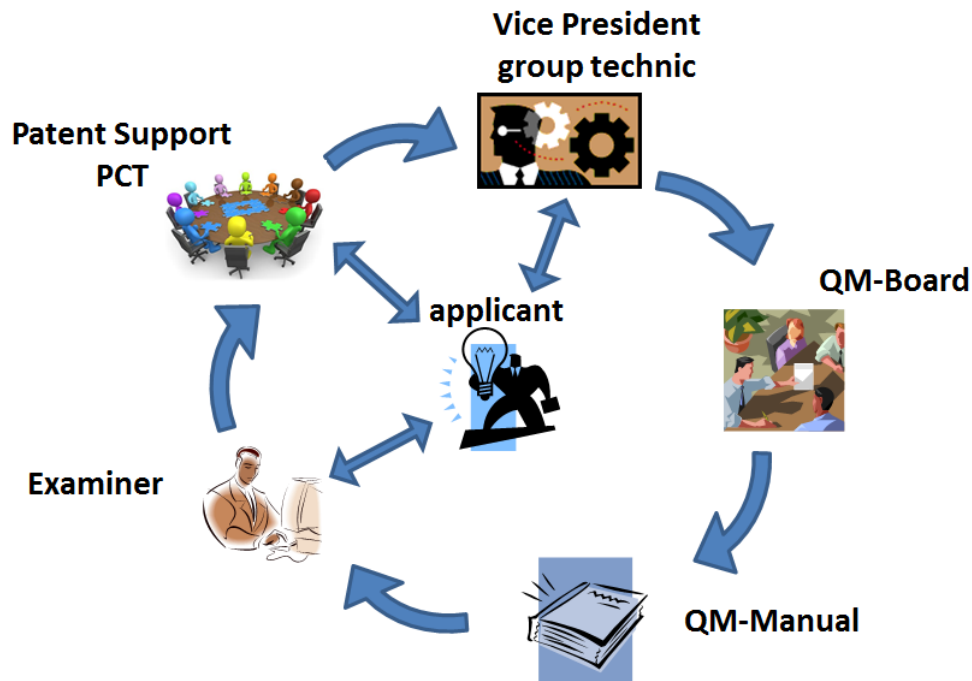 Vice President
group technic
Patent Support
PCT
QM-Board
applicant
Examiner
QM-Manual